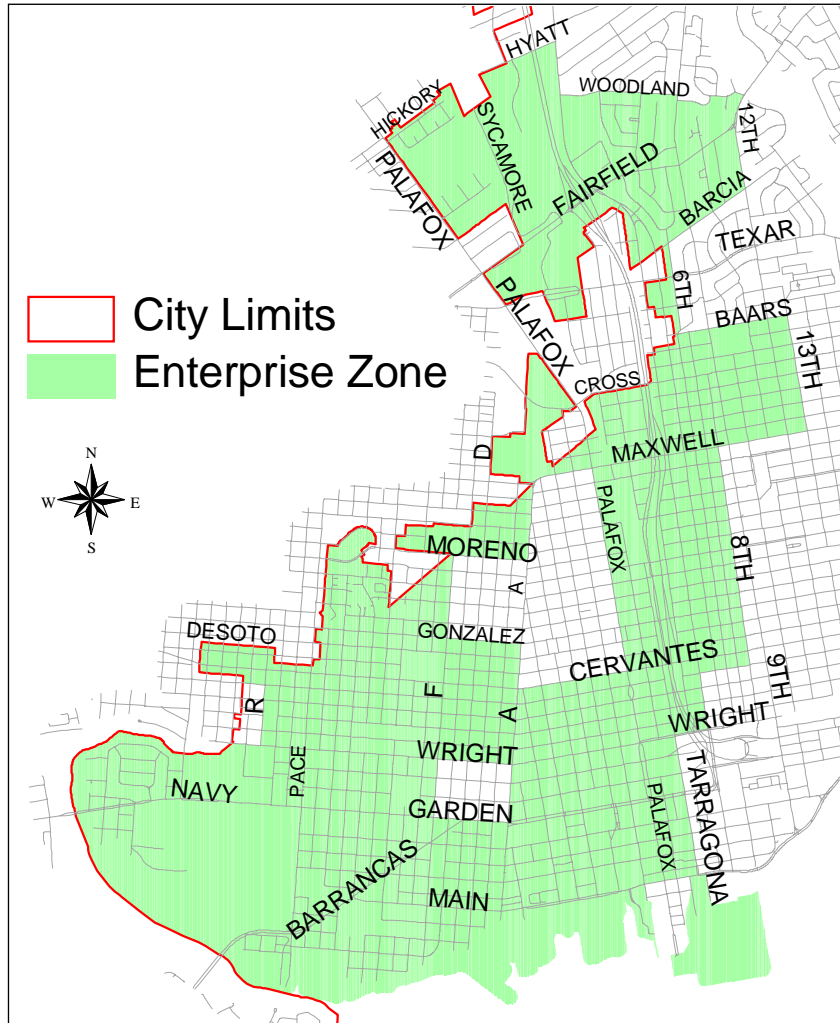 HYATT
WOODLAND
HICKORY
SYCAMORE
12TH
PALAFOX
FAIRFIELD
BARCIA
TEXAR
6TH
PALAFOX
BAARS
City Limits
Enterprise Zone
13TH
CROSS
MAXWELL
D
N
W E
S
PALAFOX
MORENO
8TH
A
DESOTO
GONZALEZ
CERVANTES
9TH
F
R
A
WRIGHT
WRIGHT
PACE
NAVY
GARDEN
PALAFOX
TARRAGONA
BARRANCAS
MAIN